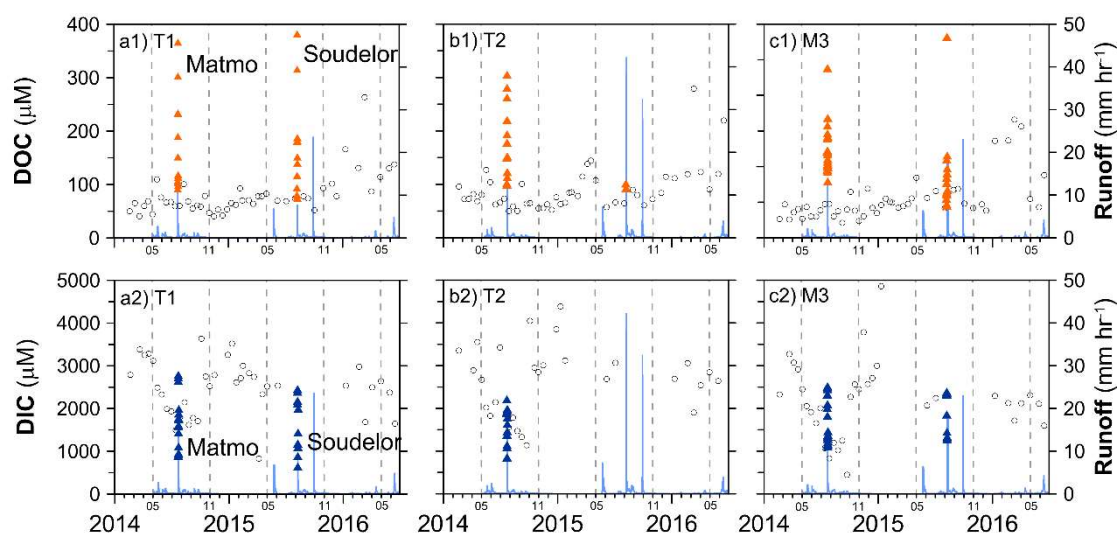 400 a1) T1 b1) T2 c1) M3 50
Matmo Soudelor
300 40
30
200
20
100
10
0 0
DOC (μM)
Runoff (mm hr⁻¹)
05 11 05 11 05 05 11 05 11 05 05 11 05 11 05
5000 a2) T1 b2) T2 c2) M3 50
4000 40
3000 30
2000 20
Matmo Soudelor
1000 10
0 0
DIC (μM)
Runoff (mm hr⁻¹)
05 11 05 11 05 05 11 05 11 05 05 11 05 11 05
2014 2015 2016 2014 2015 2016 2014 2015 2016